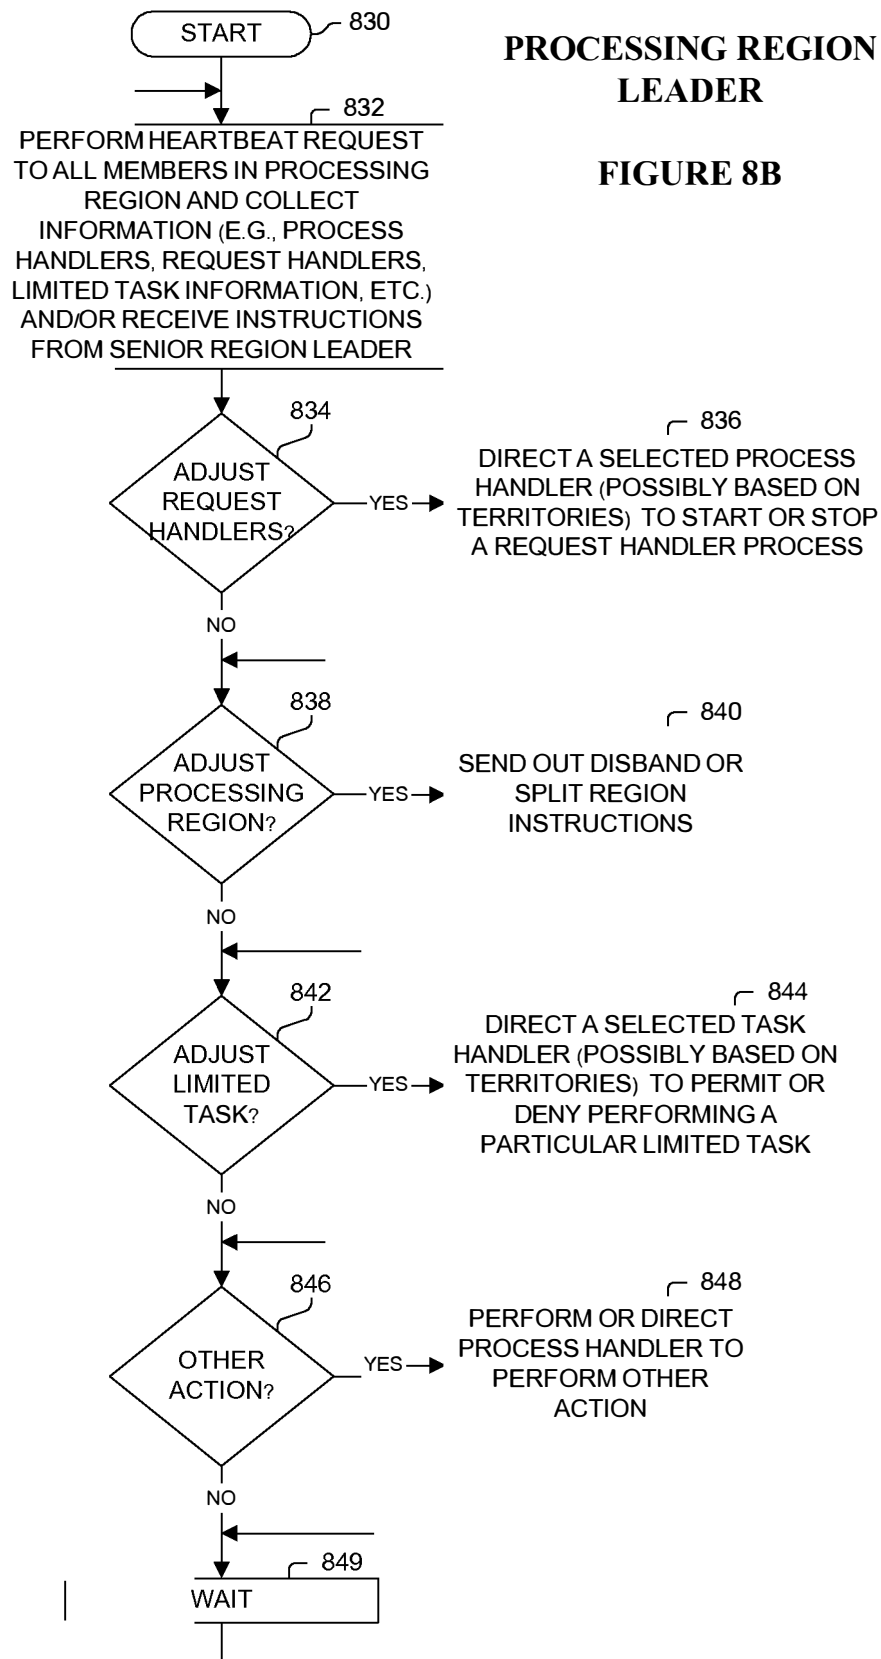 START
830
PROCESSING REGION
LEADER
FIGURE 8B
832
PERFORM HEARTBEAT REQUEST
TO ALL MEMBERS IN PROCESSING
REGION AND COLLECT
INFORMATION (E.G., PROCESS
HANDLERS, REQUEST HANDLERS,
LIMITED TASK INFORMATION, ETC.)
AND/OR RECEIVE INSTRUCTIONS
FROM SENIOR REGION LEADER
834
ADJUST
REQUEST
HANDLERS?
YES
836
DIRECT A SELECTED PROCESS
HANDLER (POSSIBLY BASED ON
TERRITORIES) TO START OR STOP
A REQUEST HANDLER PROCESS
NO
838
ADJUST
PROCESSING
REGION?
YES
840
SEND OUT DISBAND OR
SPLIT REGION
INSTRUCTIONS
NO
842
ADJUST
LIMITED
TASK?
YES
844
DIRECT A SELECTED TASK
HANDLER (POSSIBLY BASED ON
TERRITORIES) TO PERMIT OR
DENY PERFORMING A
PARTICULAR LIMITED TASK
NO
846
OTHER
ACTION?
YES
848
PERFORM OR DIRECT
PROCESS HANDLER TO
PERFORM OTHER
ACTION
NO
849
WAIT